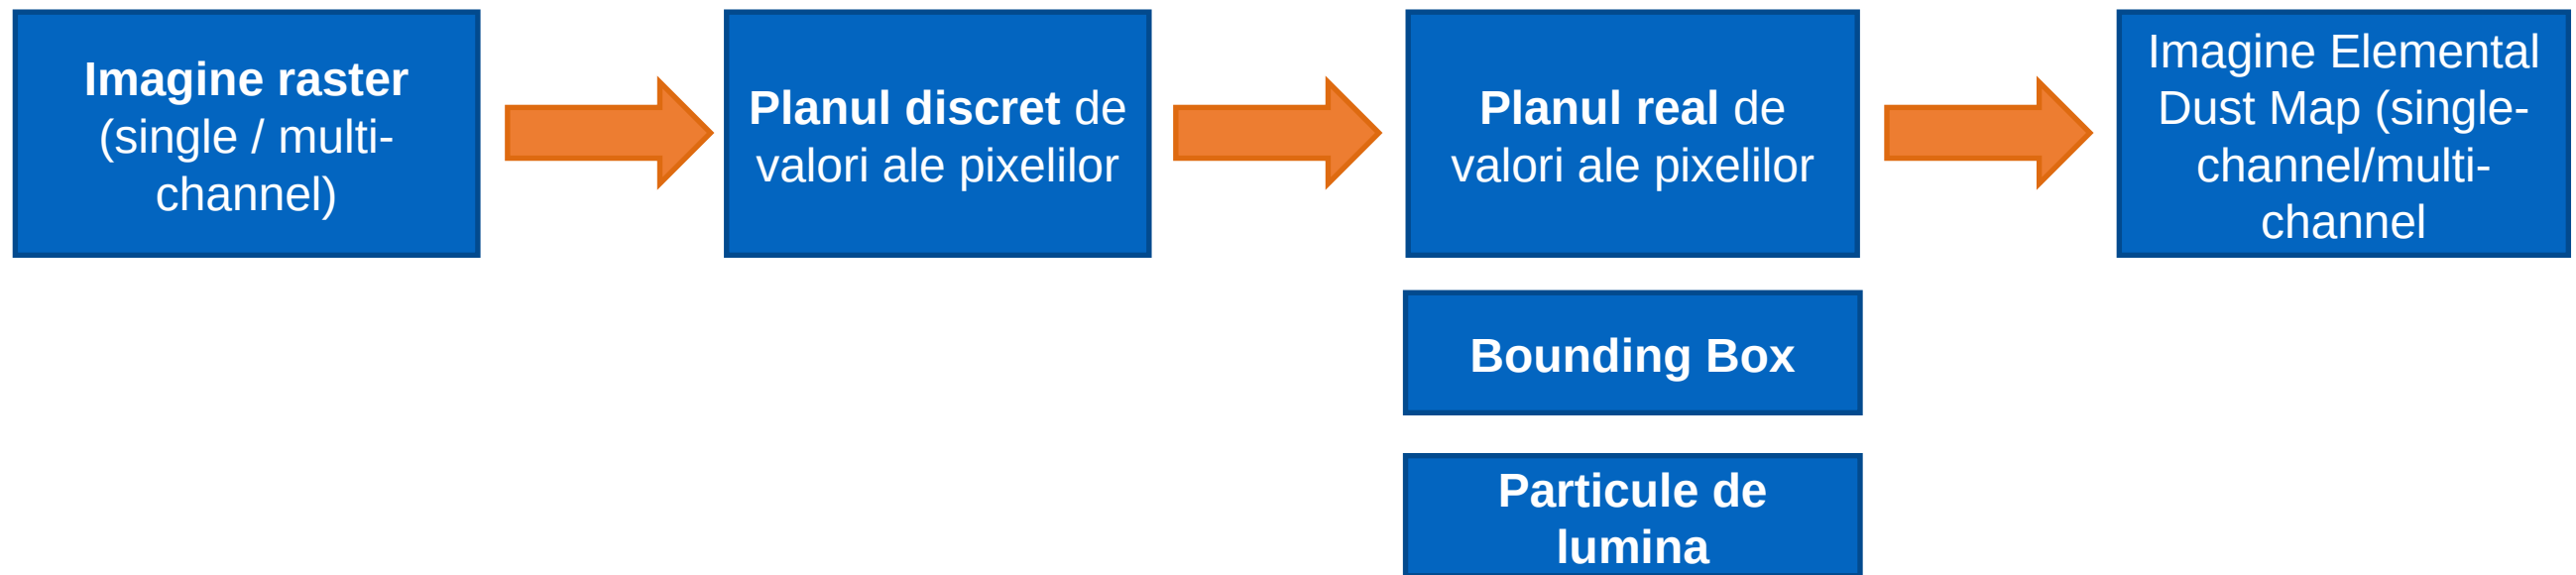 Imagine raster
(single / multi-
channel)
Planul discret de
valori ale pixelilor
Planul real de
valori ale pixelilor
Imagine Elemental
Dust Map (single-
channel/multi-
channel
Bounding Box
Particule de
lumina